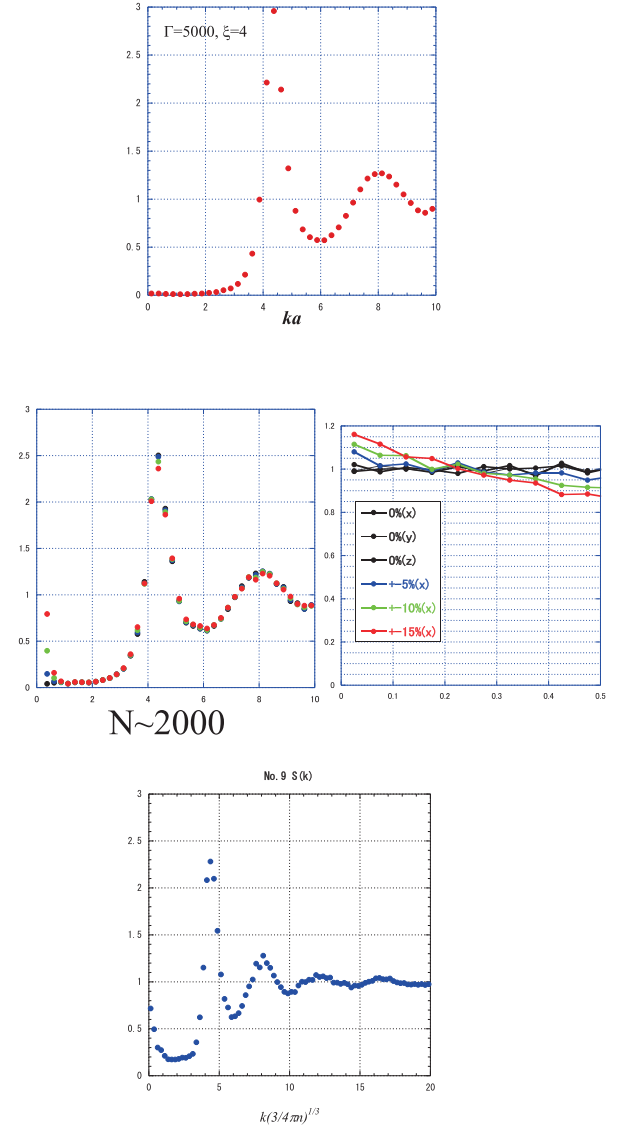 3
2.5
2
1.5
1
0.5
0
Γ=5000, ξ=4
0 2 4 6 8 10
ka
3
2.5
2
1.5
1
0.5
0
0 2 4 6 8 10
N~2000
1.2
1
0.8
0.6
0.4
0.2
0
0%(x)
0%(y)
0%(z)
+-5%(x)
+-10%(x)
+-15%(x)
0 0.1 0.2 0.3 0.4 0.5
No.9 S(k)
3
2.5
2
1.5
1
0.5
0
0 5 10 15 20
k(3/4πn)^1/3